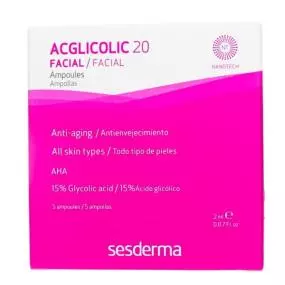 ACGLICOLIC 20
FACIAL / FACIAL
Ampoules
Ampollas
NT
NANOTECH
Anti-aging / Antienvejecimiento
All skin types / Todo tipo de pieles
AHA
15% Glycolic acid / 15% Ácido glicólico
5 ampoules / 5 ampollas
2 ml e
0.07 Fl. oz
sesderma